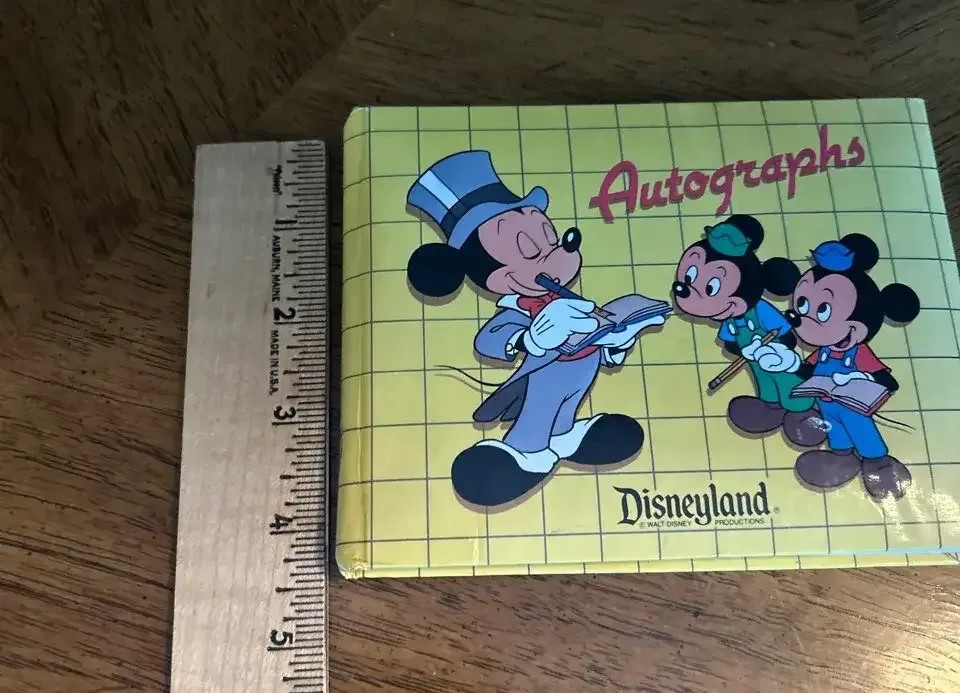 Autographs
Disneyland®
© WALT DISNEY PRODUCTIONS
AUBURN, MAINE MADE IN U.S.A.
1
2
3
4
5